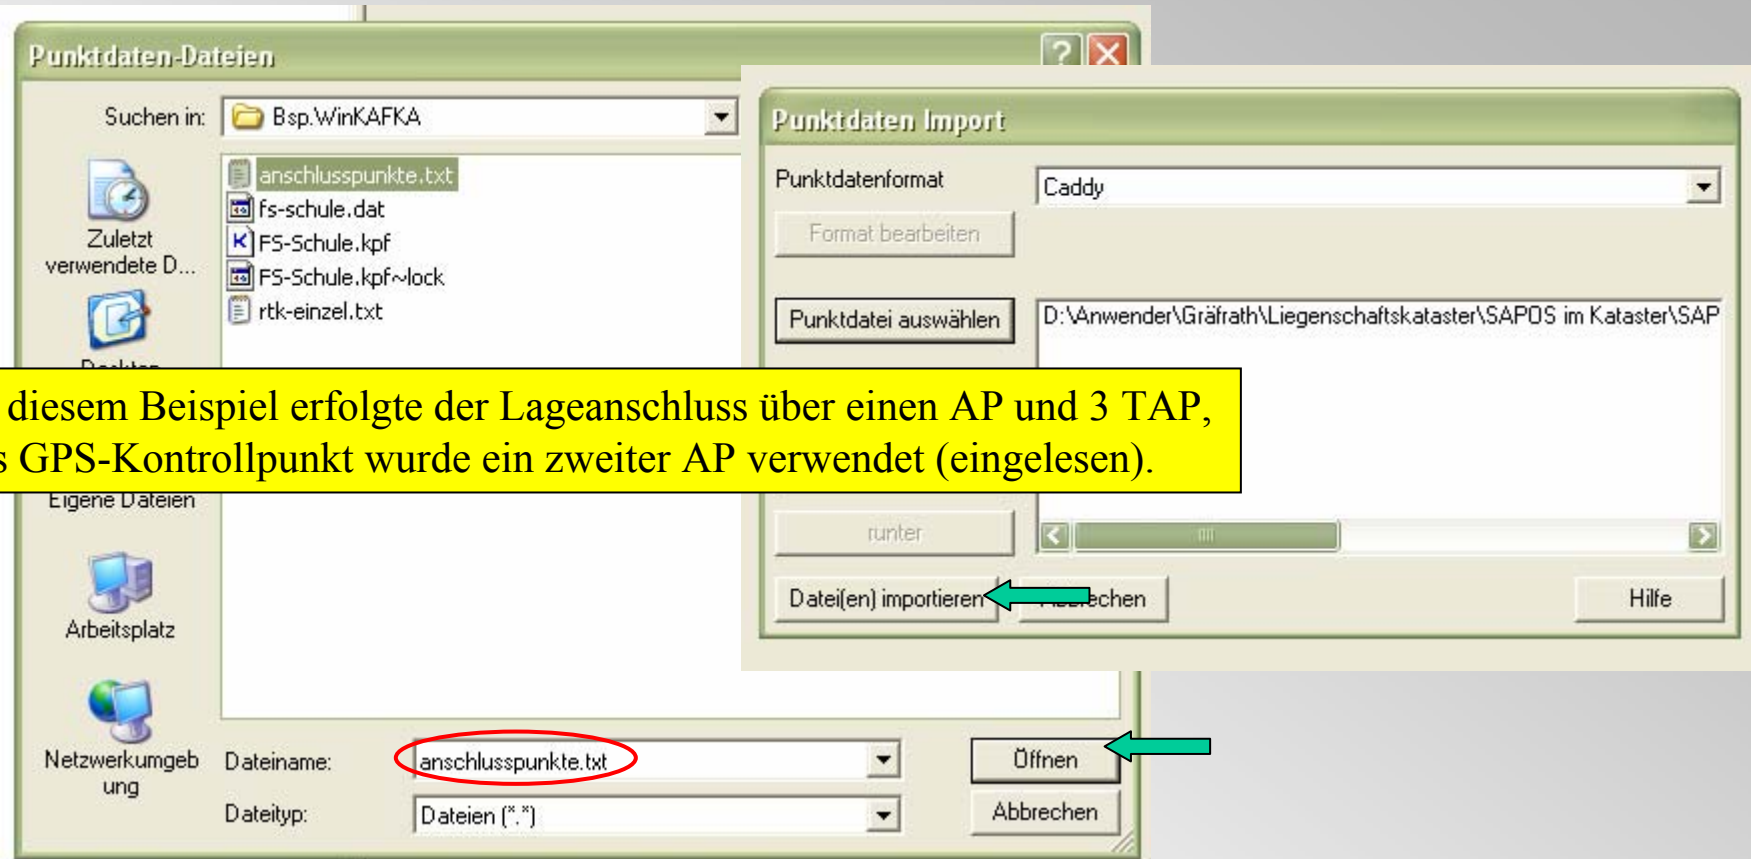 Punktdaten-Dateien
Suchen in:
Bsp.WinKAFKA
Zuletzt
verwendete D...
anschlusspunkte.txt
fs-schule.dat
FS-Schule.kpf
FS-Schule.kpf~lock
rtk-einzel.txt
Desktop
Eigene Dateien
Arbeitsplatz
Netzwerkumgeb
ung
Dateiname:
anschlusspunkte.txt
Öffnen
Dateityp:
Dateien (*.*)
Abbrechen
Punktdaten Import
Punktdatenformat
Caddy
Format bearbeiten
Punktdatei auswählen
D:\Anwender\Gräfrath\Liegenschaftskataster\SAPOS im Kataster\SAP
runter
Datei(en) importieren
Abbrechen
Hilfe
diesem Beispiel erfolgte der Lageanschluss über einen AP und 3 TAP,
s GPS-Kontrollpunkt wurde ein zweiter AP verwendet (eingelesen).